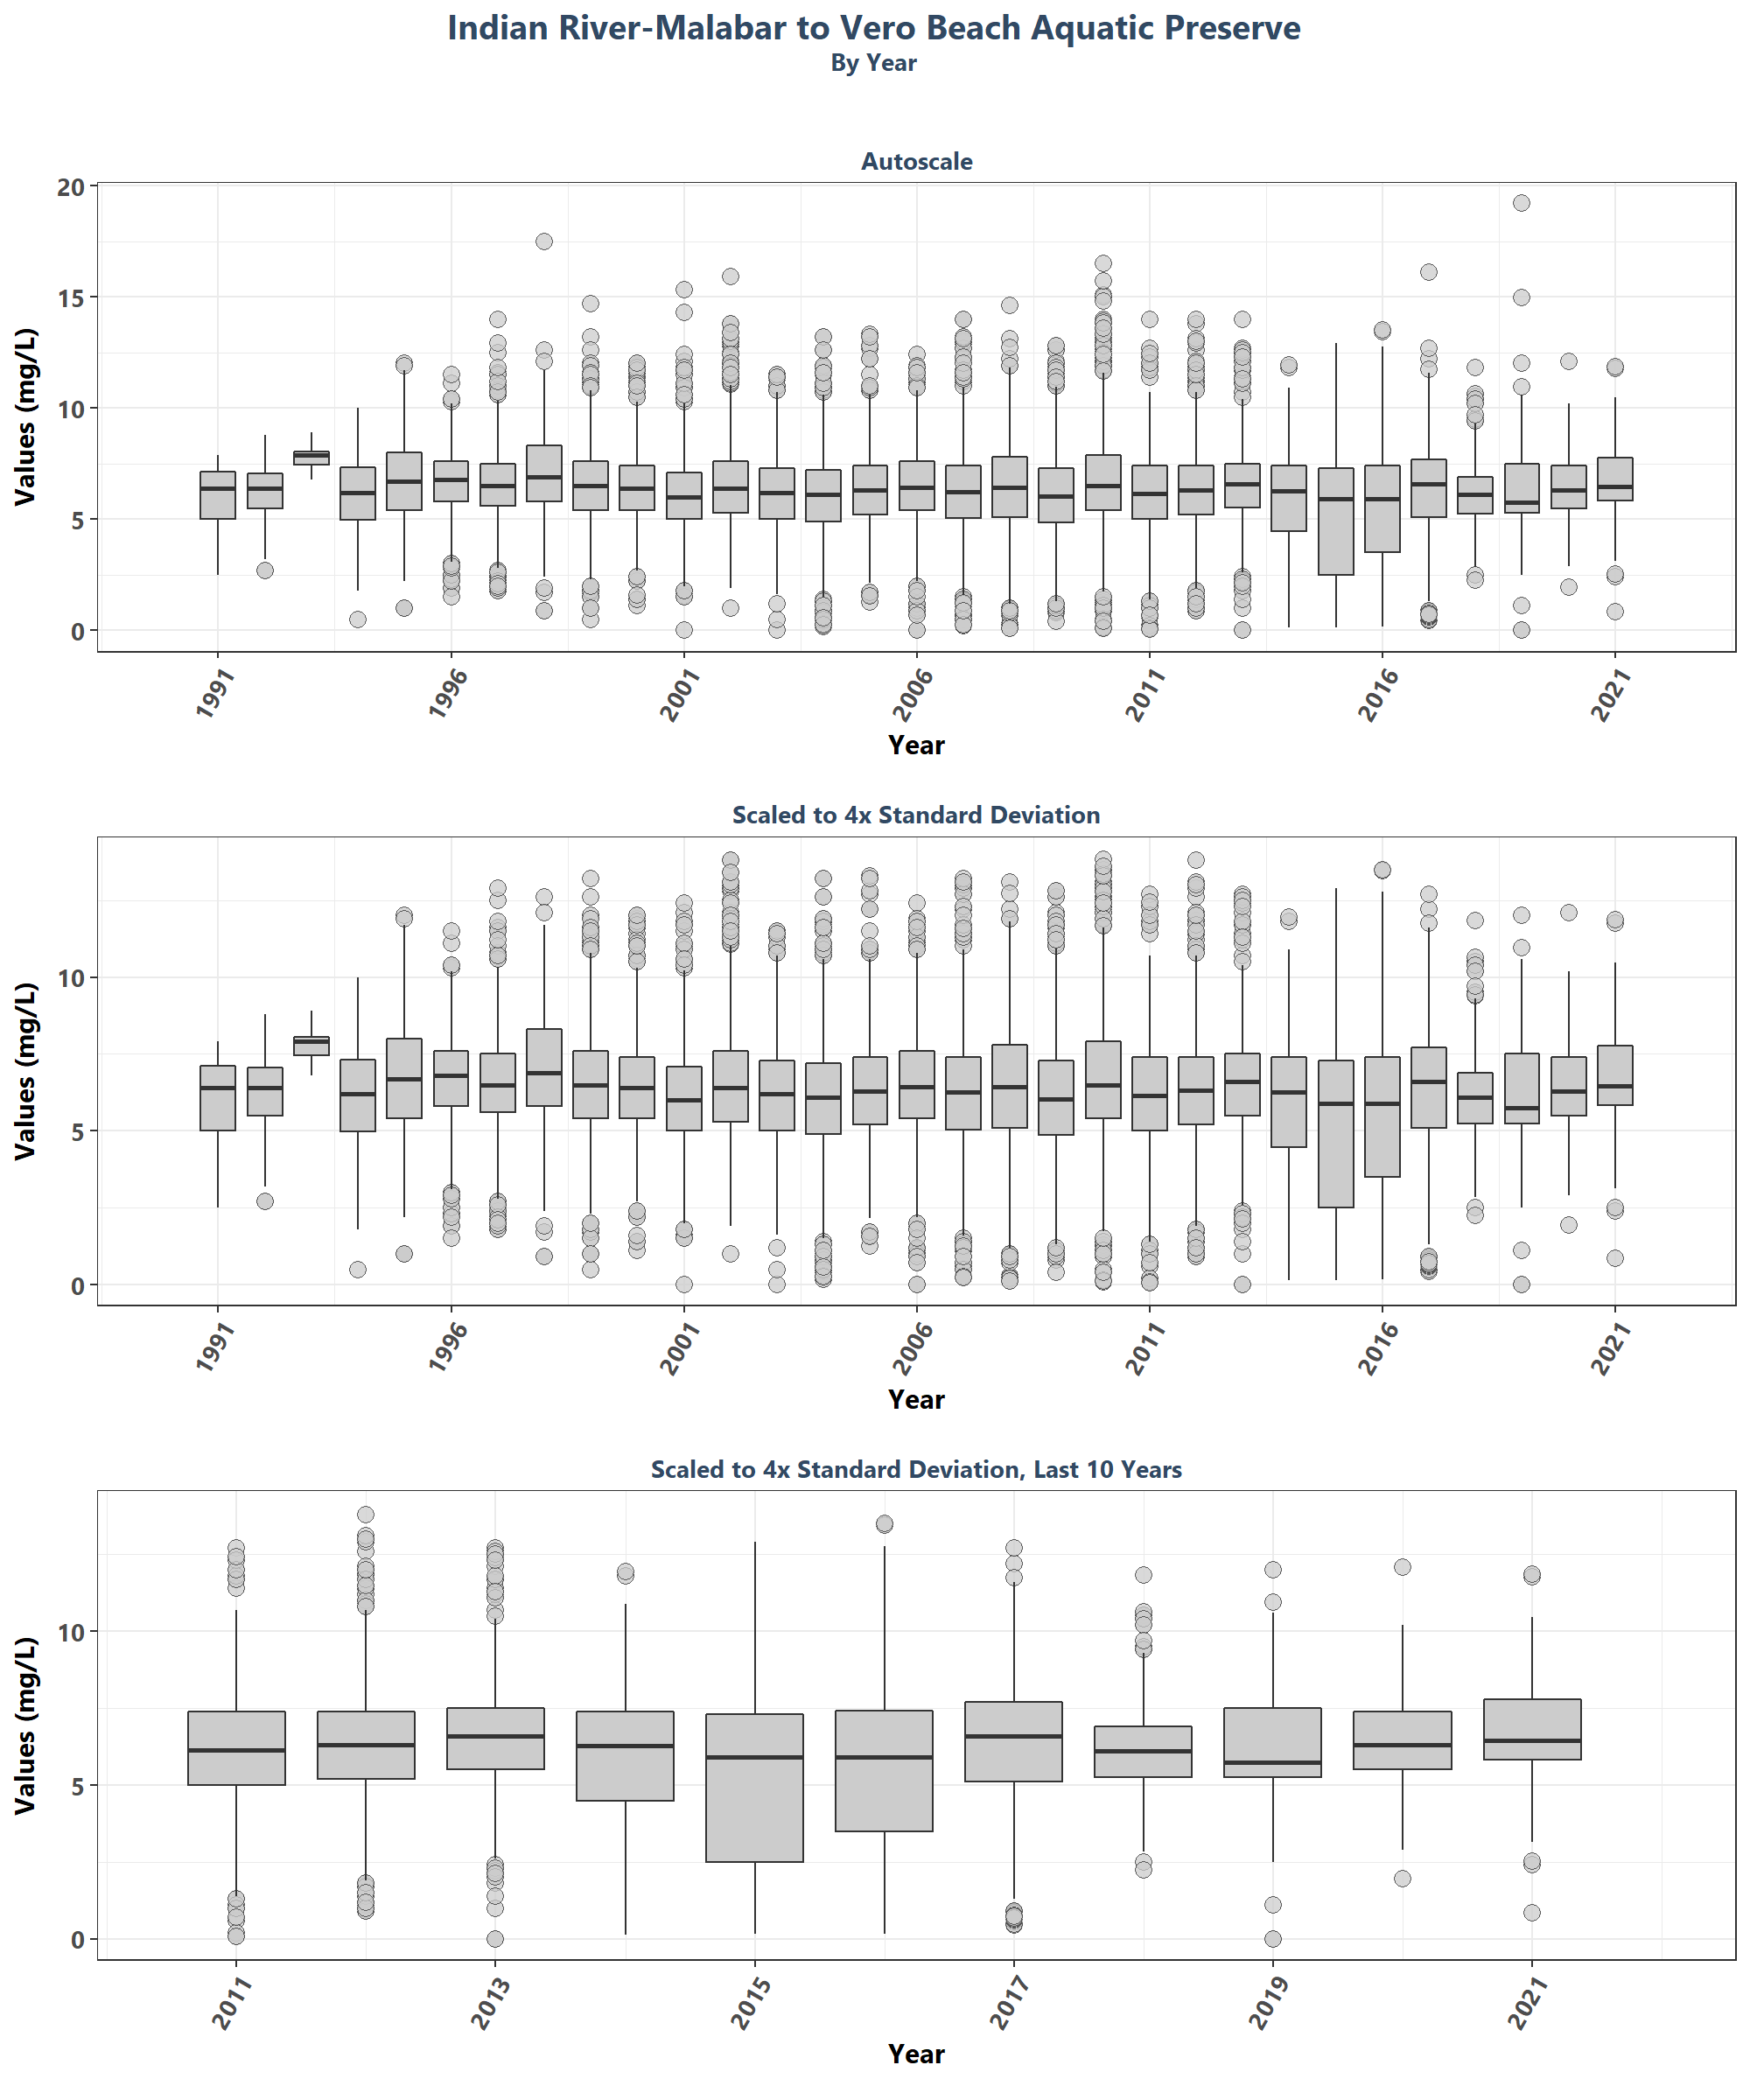 Indian River-Malabar to Vero Beach Aquatic Preserve
By Year
Autoscale
Values (mg/L)
20
15
10
5
0
1991
1996
2001
2006
2011
2016
2021
Year
Scaled to 4x Standard Deviation
Values (mg/L)
10
5
0
1991
1996
2001
2006
2011
2016
2021
Year
Scaled to 4x Standard Deviation, Last 10 Years
Values (mg/L)
10
5
0
2011
2013
2015
2017
2019
2021
Year